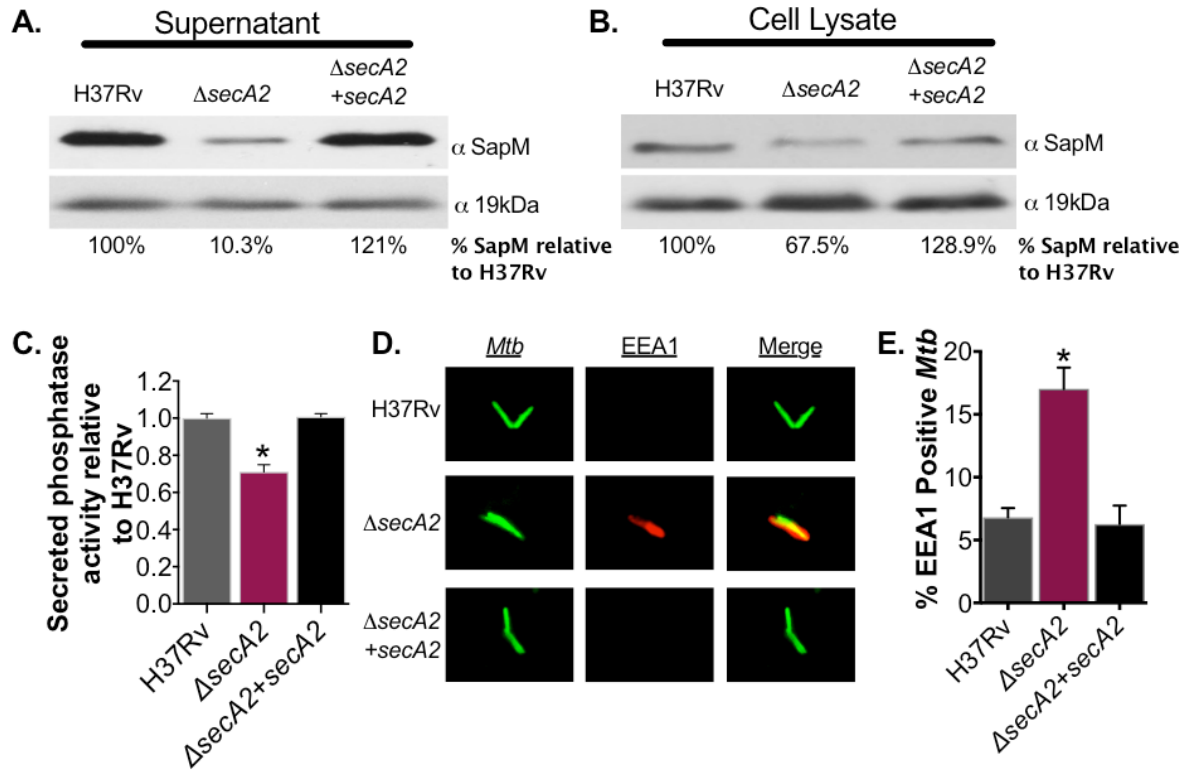 A.
Supernatant
H37Rv
ΔsecA2
ΔsecA2
+secA2
α SapM
α 19kDa
100%
10.3%
121%
% SapM relative
to H37Rv
B.
Cell Lysate
H37Rv
ΔsecA2
ΔsecA2
+secA2
α SapM
α 19kDa
100%
67.5%
128.9%
% SapM relative
to H37Rv
C.
Secreted phosphatase
activity relative
to H37Rv
1.2
1.0
0.8
0.6
0.4
0.2
0.0
*
H37Rv
ΔsecA2
ΔsecA2+secA2
D.
Mtb
EEA1
Merge
H37Rv
ΔsecA2
ΔsecA2
+secA2
E.
% EEA1 Positive Mtb
20
15
10
5
0
*
H37Rv
ΔsecA2
ΔsecA2+secA2